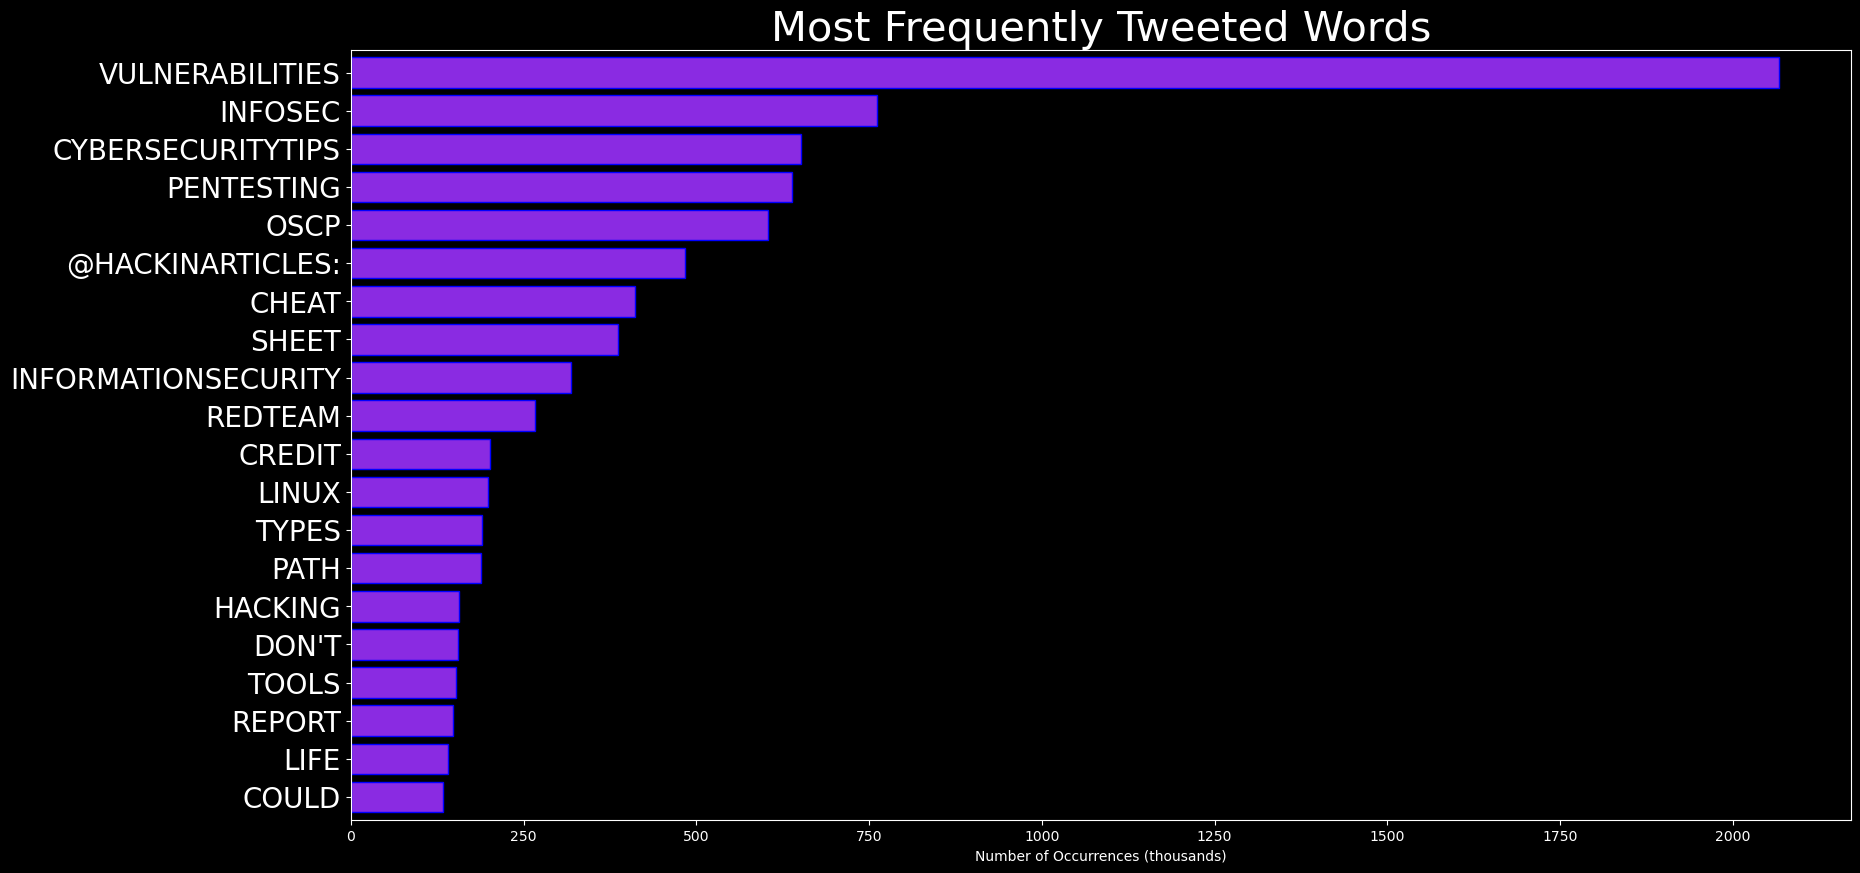 Most Frequently Tweeted Words
VULNERABILITIES
INFOSEC
CYBERSECURITYTIPS
PENTESTING
OSCP
@HACKINARTICLES:
CHEAT
SHEET
INFORMATIONSECURITY
REDTEAM
CREDIT
LINUX
TYPES
PATH
HACKING
DON'T
TOOLS
REPORT
LIFE
COULD
0 250 500 750 1000 1250 1500 1750 2000
Number of Occurrences (thousands)